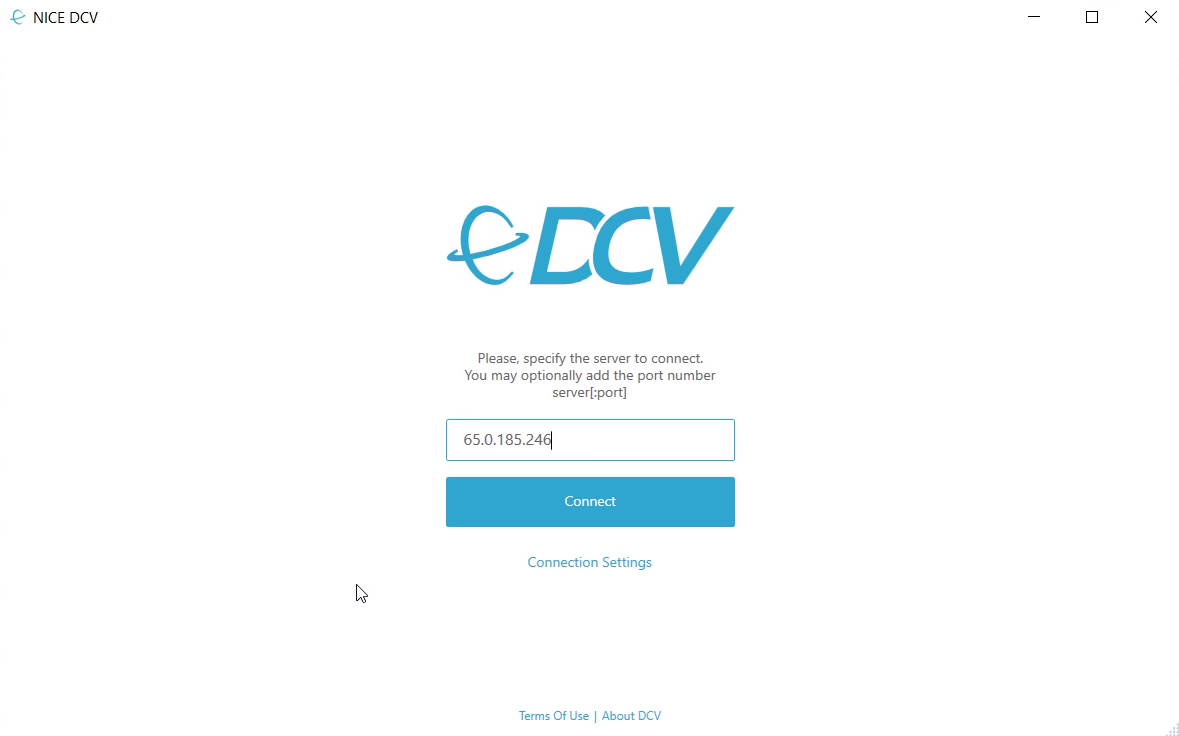 NICE DCV
DCV
Please, specify the server to connect.
You may optionally add the port number
server[:port]
65.0.185.246
Connect
Connection Settings
Terms Of Use | About DCV